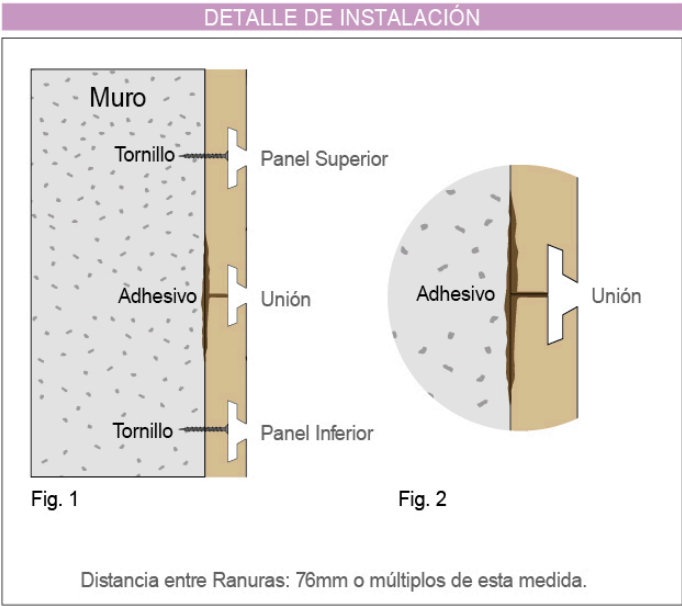 DETALLE DE INSTALACIÓN
Muro
Tornillo
Panel Superior
Adhesivo
Unión
Tornillo
Panel Inferior
Fig. 1
Adhesivo
Unión
Fig. 2
Distancia entre Ranuras: 76mm o múltiplos de esta medida.